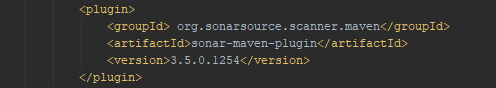 <plugin>
<groupId> org.sonarsource.scanner.maven</groupId>
<artifactId>sonar-maven-plugin</artifactId>
<version>3.5.0.1254</version>
</plugin>